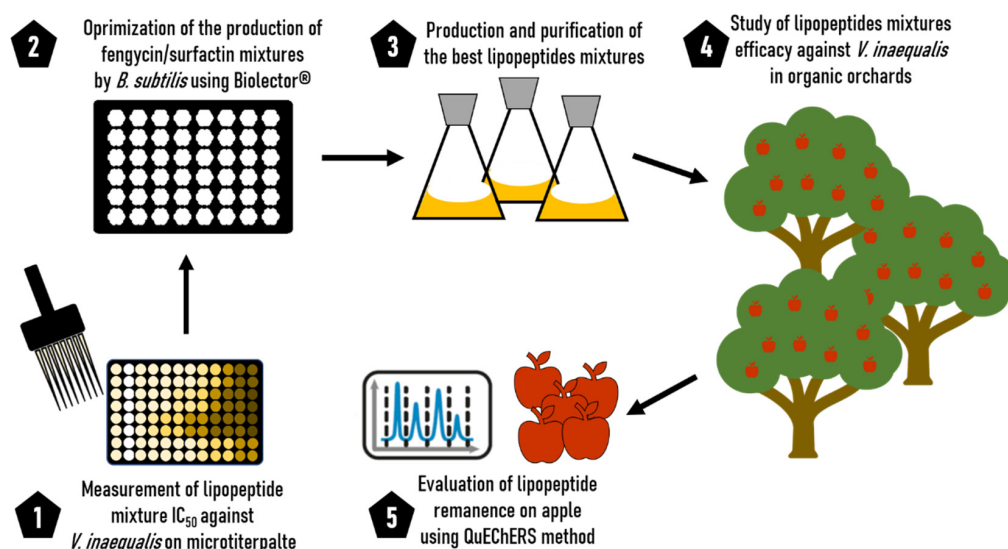 2
Oprimization of the production of
fengycin/surfactin mixtures
by B. subtilis using Biolector®
3
Production and purification of
the best lipopeptides mixtures
4
Study of lipopeptides mixtures
efficacy against V. inaequalis
in organic orchards
1
Measurement of lipopeptide
mixture IC₅₀ against
V. inaequalis on microtiterpalte
5
Evaluation of lipopeptide
remanence on apple
using QuEChERS method